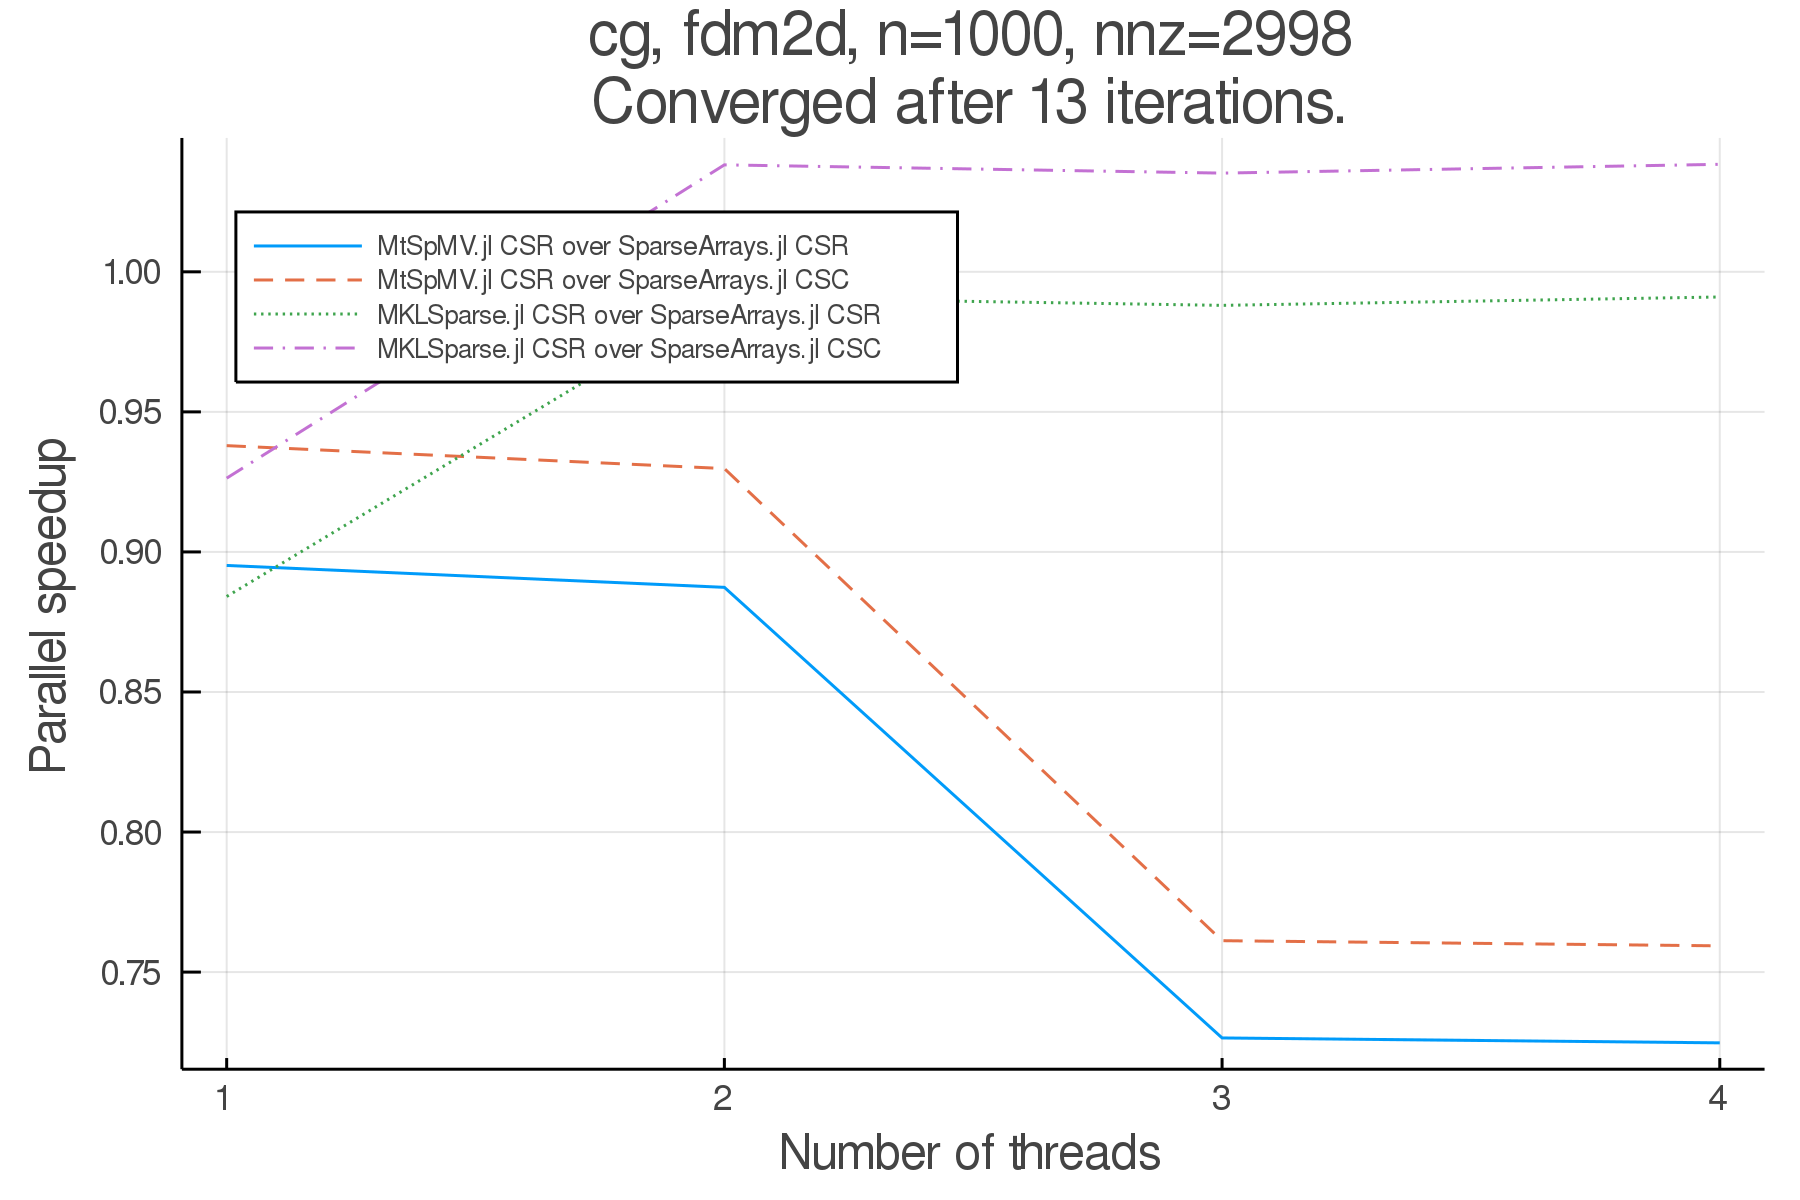 cg, fdm2d, n=1000, nnz=2998
Converged after 13 iterations.
MtSpMV.jl CSR over SparseArrays.jl CSR
MtSpMV.jl CSR over SparseArrays.jl CSC
MKLSparse.jl CSR over SparseArrays.jl CSR
MKLSparse.jl CSR over SparseArrays.jl CSC
1.00
0.95
0.90
0.85
0.80
0.75
Parallel speedup
1 2 3 4
Number of threads